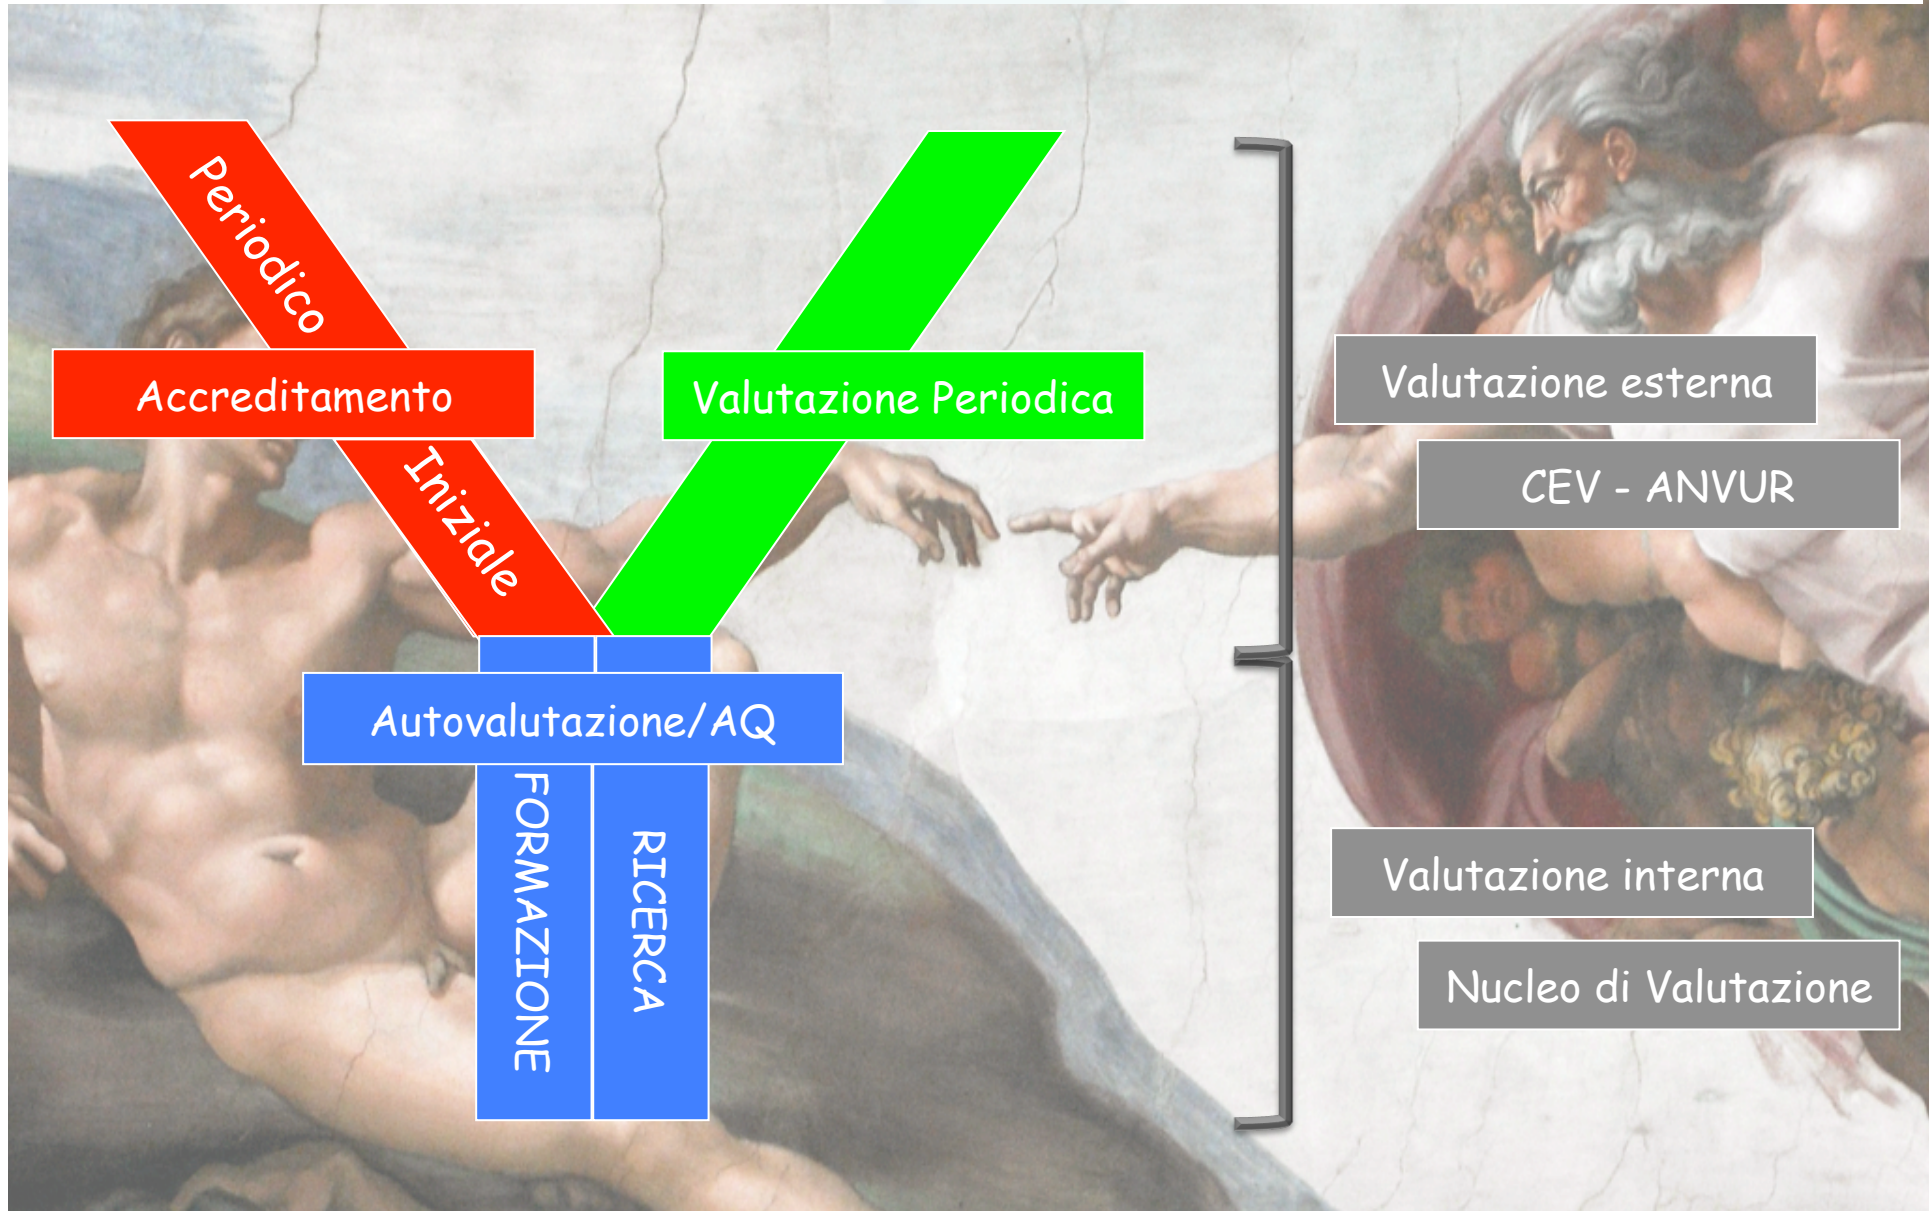 Periodico
Accreditamento
Iniziale
Valutazione Periodica
Autovalutazione/AQ
FORMAZIONE
RICERCA
Valutazione esterna
CEV - ANVUR
Valutazione interna
Nucleo di Valutazione